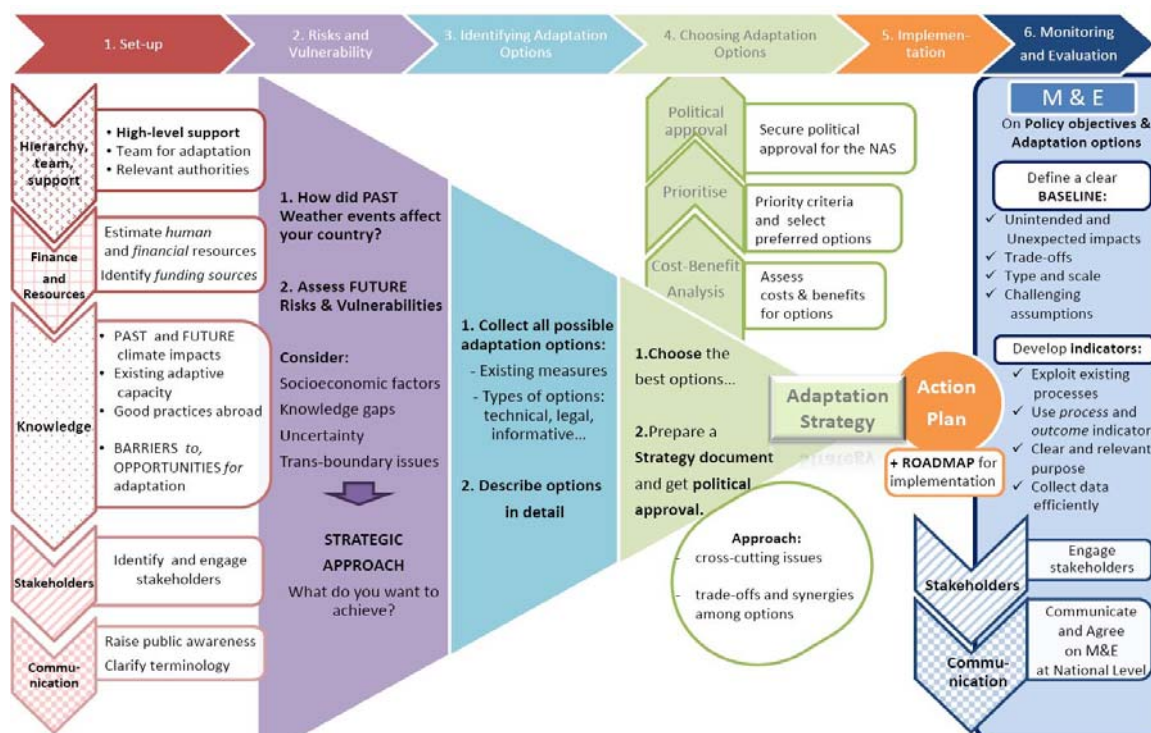 1. Set-up
2. Risks and
Vulnerability
3. Identifying Adaptation
Options
4. Choosing Adaptation
Options
5. Implemen-
tation
6. Monitoring
and Evaluation
Hierarchy,
team,
support
• High-level support
• Team for adaptation
• Relevant authorities
Finance
and
Resources
Estimate human
and financial resources
Identify funding sources
Knowledge
• PAST and FUTURE
climate impacts
• Existing adaptive
capacity
• Good practices abroad
• BARRIERS to,
OPPORTUNITIES for
adaptation
Stakeholders
Identify and engage
stakeholders
Commu-
nication
Raise public awareness
Clarify terminology
1. How did PAST
Weather events affect
your country?
2. Assess FUTURE
Risks & Vulnerabilities
Consider:
Socioeconomic factors
Knowledge gaps
Uncertainty
Trans-boundary issues
STRATEGIC
APPROACH
What do you want to
achieve?
1. Collect all possible
adaptation options:
- Existing measures
- Types of options:
technical, legal,
informative...
2. Describe options
in detail
Political
approval
Secure political
approval for the NAS
Prioritise
Priority criteria
and select
preferred options
Cost-Benefit
Analysis
Assess
costs & benefits
for options
1.Choose the
best options...
2.Prepare a
Strategy document
and get political
approval.
Adaptation
Strategy
Action
Plan
+ ROADMAP for
implementation
Approach:
- cross-cutting issues
- trade-offs and synergies
among options
M & E
On Policy objectives &
Adaptation options
Define a clear
BASELINE:
✓ Unintended and
Unexpected impacts
✓ Trade-offs
✓ Type and scale
✓ Challenging
assumptions
Develop indicators:
✓ Exploit existing
processes
✓ Use process and
outcome indicator
✓ Clear and relevant
purpose
✓ Collect data
efficiently
Stakeholders
Engage
stakeholders
Commu-
nication
Communicate
and Agree
on M&E
at National Level